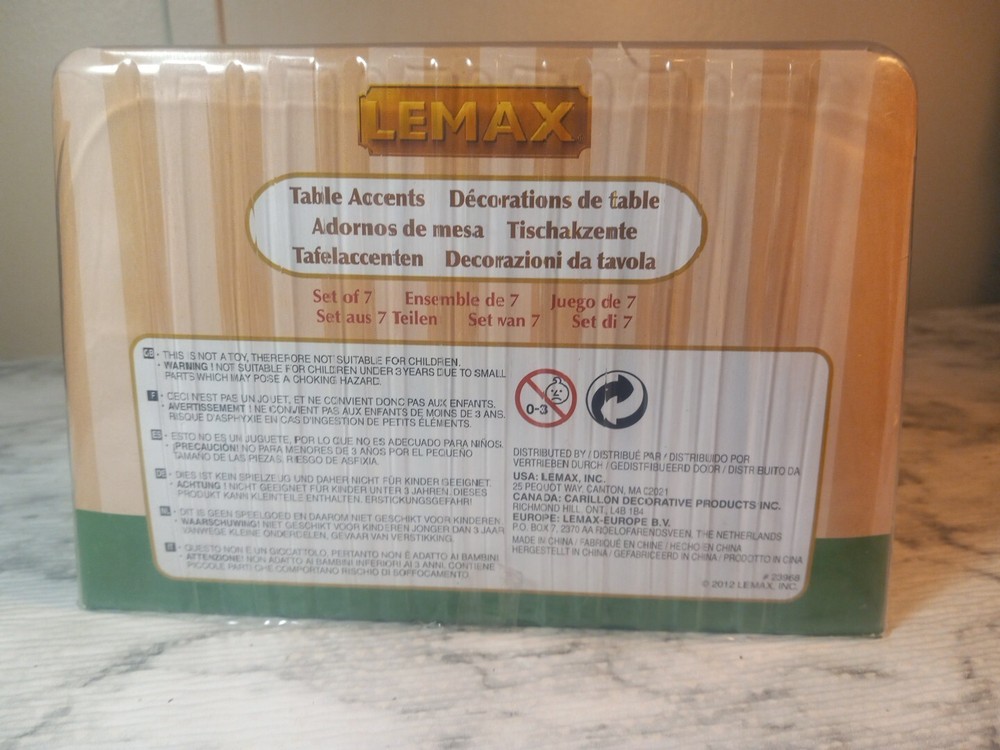 LEMAX
Table Accents Décorations de table
Adornos de mesa Tischakzente
Tafelaccenten Decorazioni da tavola
Set of 7 Ensemble de 7 Juego de 7
Set aus 7 Teilen Set van 7 Set di 7
GB · THIS IS NOT A TOY, THEREFORE NOT SUITABLE FOR CHILDREN.
· WARNING ! NOT SUITABLE FOR CHILDREN UNDER 3 YEARS DUE TO SMALL
PARTS WHICH MAY POSE A CHOKING HAZARD.
F · CECI N'EST PAS UN JOUET, ET NE CONVIENT DONC PAS AUX ENFANTS.
· AVERTISSEMENT ! NE CONVIENT PAS AUX ENFANTS DE MOINS DE 3 ANS.
RISQUE D'ASPHYXIE EN CAS D'INGESTION DE PETITS ÉLÉMENTS.
ES · ESTO NO ES UN JUGUETE, POR LO QUE NO ES ADECUADO PARA NIÑOS.
· ¡PRECAUCIÓN! NO PARA MENORES DE 3 AÑOS POR EL PEQUEÑO
TAMAÑO DE LAS PIEZAS. RIESGO DE ASFIXIA.
DE · DIES IST KEIN SPIELZEUG UND DAHER NICHT FÜR KINDER GEEIGNET.
· ACHTUNG ! NICHT GEEIGNET FÜR KINDER UNTER 3 JAHREN. DIESES
PRODUKT KANN KLEINTEILE ENTHALTEN. ERSTICKUNGSGEFAHR!
NL · DIT IS GEEN SPEELGOED EN DAAROM NIET GESCHIKT VOOR KINDEREN.
· WAARSCHUWING! NIET GESCHIKT VOOR KINDEREN JONGER DAN 3 JAAR
VANWEGE KLEINE ONDERDELEN, GEVAAR VAN VERSTIKKING.
IT · QUESTO NON È UN GIOCATTOLO, PERTANTO NON È ADATTO AI BAMBINI.
· ATTENZIONE! NON ADATTO AI BAMBINI INFERIORI AI 3 ANNI. CONTIENE
PICCOLE PARTI CHE COMPORTANO RISCHIO DI SOFFOCAMENTO.
0-3
DISTRIBUTED BY / DISTRIBUÉ PAR / DISTRIBUIDO POR
VERTRIEBEN DURCH / GEDISTRIBUEERD DOOR / DISTRIBUITO DA
USA: LEMAX, INC.
25 PEQUOT WAY, CANTON, MA 02021
CANADA: CARILLON DECORATIVE PRODUCTS INC.
RICHMOND HILL, ONT., L4B 1B4
EUROPE: LEMAX-EUROPE B.V.
P.O. BOX 7, 2370 AA ROELOFARENDSVEEN, THE NETHERLANDS
MADE IN CHINA / FABRIQUÉ EN CHINE / HECHO EN CHINA
HERGESTELLT IN CHINA / GEFABRICEERD IN CHINA / PRODOTTO IN CINA
# 23968
© 2012 LEMAX, INC.